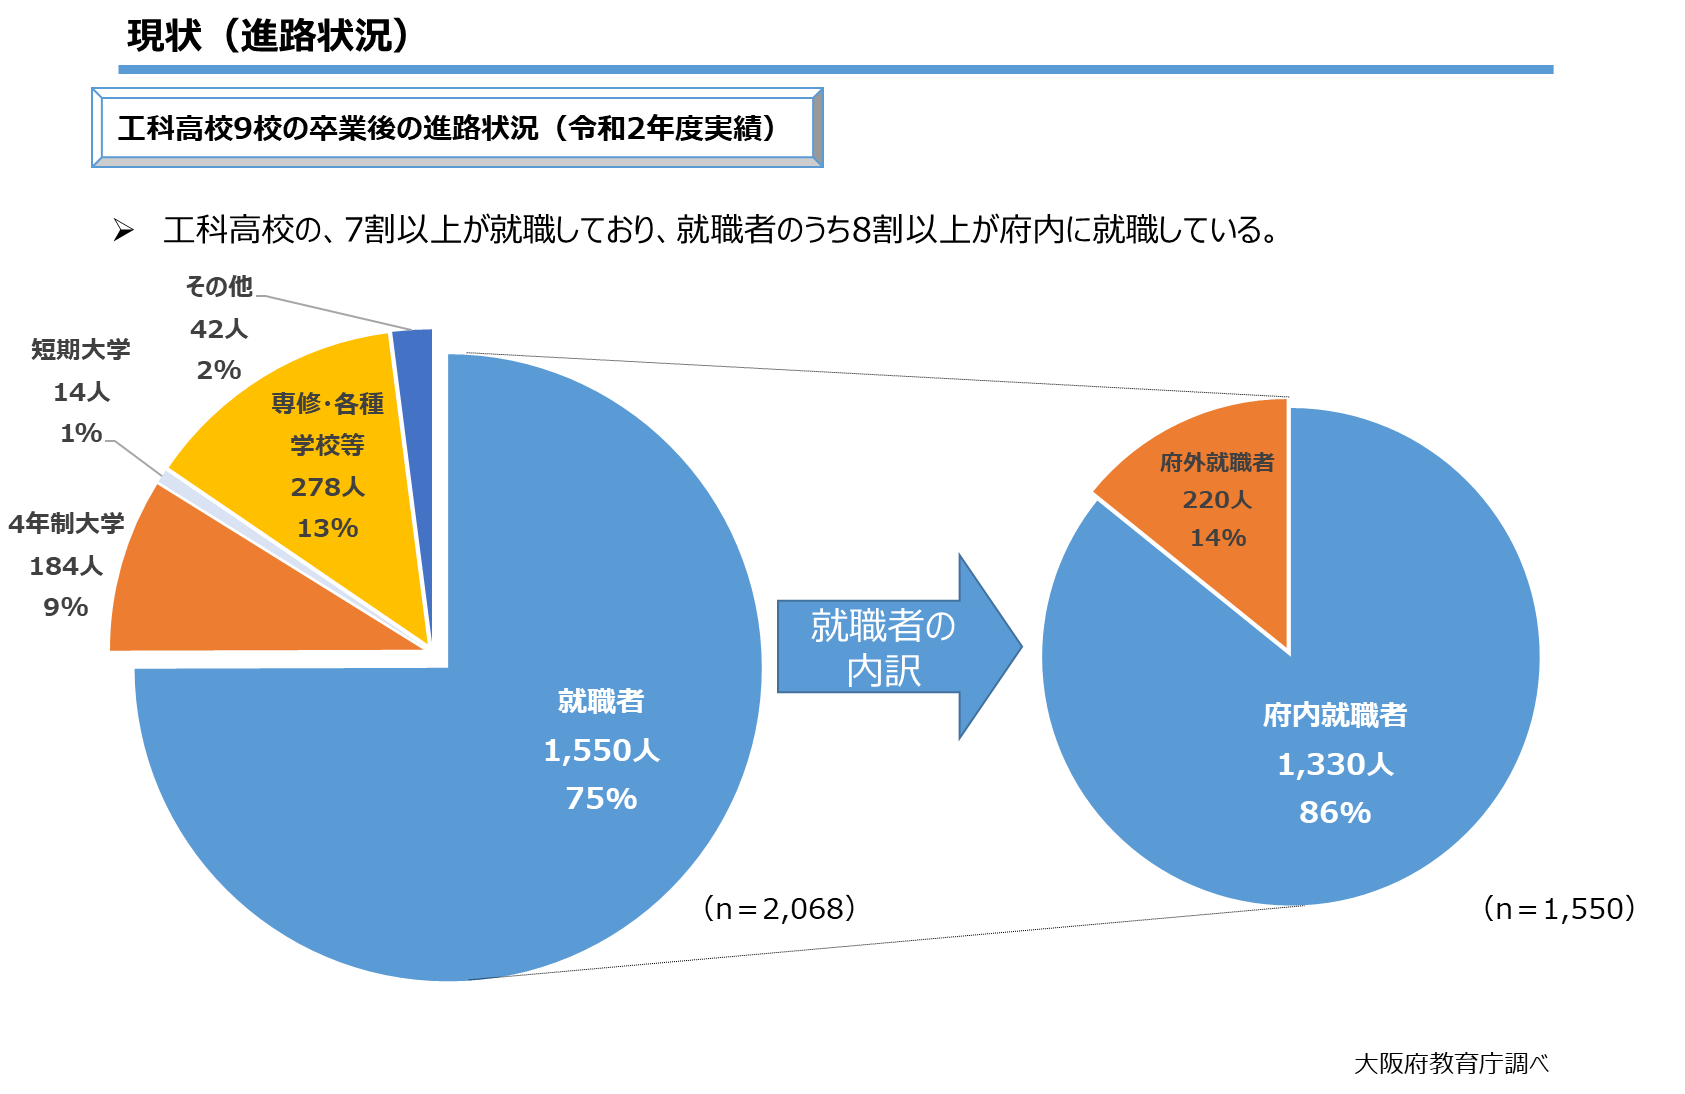 現状（進路状況）
工科高校9校の卒業後の進路状況（令和2年度実績）
➢ 工科高校の、7割以上が就職しており、就職者のうち8割以上が府内に就職している。
その他
42人
2%
短期大学
14人
1%
専修・各種
学校等
278人
13%
4年制大学
184人
9%
就職者
1,550人
75%
（n＝2,068）
就職者の
内訳
府外就職者
220人
14%
府内就職者
1,330人
86%
（n＝1,550）
大阪府教育庁調べ